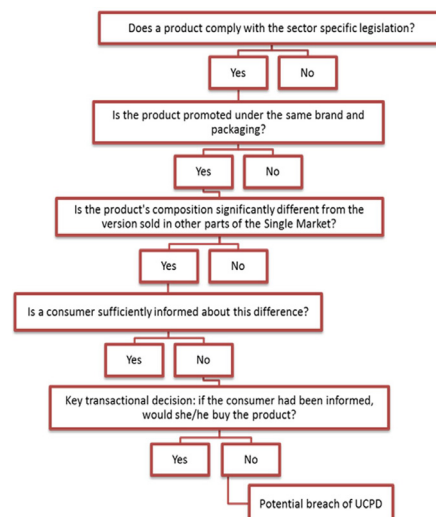 Does a product comply with the sector specific legislation?
Yes
No
Is the product promoted under the same brand and
packaging?
Yes
No
Is the product's composition significantly different from the
version sold in other parts of the Single Market?
Yes
No
Is a consumer sufficiently informed about this difference?
Yes
No
Key transactional decision: if the consumer had been informed,
would she/he buy the product?
Yes
No
Potential breach of UCPD